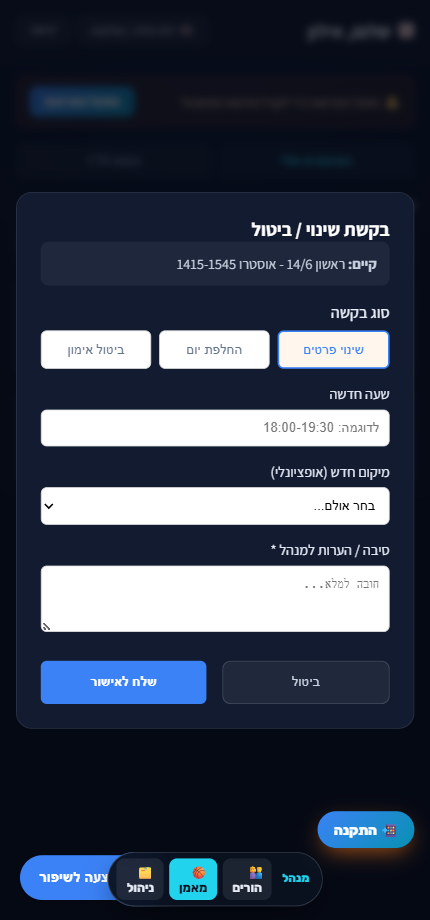 שלום, אילון
בקשת שינוי / ביטול
קיים: ראשון 14/6 - אוסטרו 1415-1545
סוג בקשה
שינוי פרטים
החלפת יום
ביטול אימון
שעה חדשה
לדוגמה: 18:00-19:30
מיקום חדש (אופציונלי)
בחר אולם...
סיבה / הערות למנהל *
חובה למלא...
ביטול
שלח לאישור
התקנה
מנהל
הורים
מאמן
ניהול
צעה לשיפור